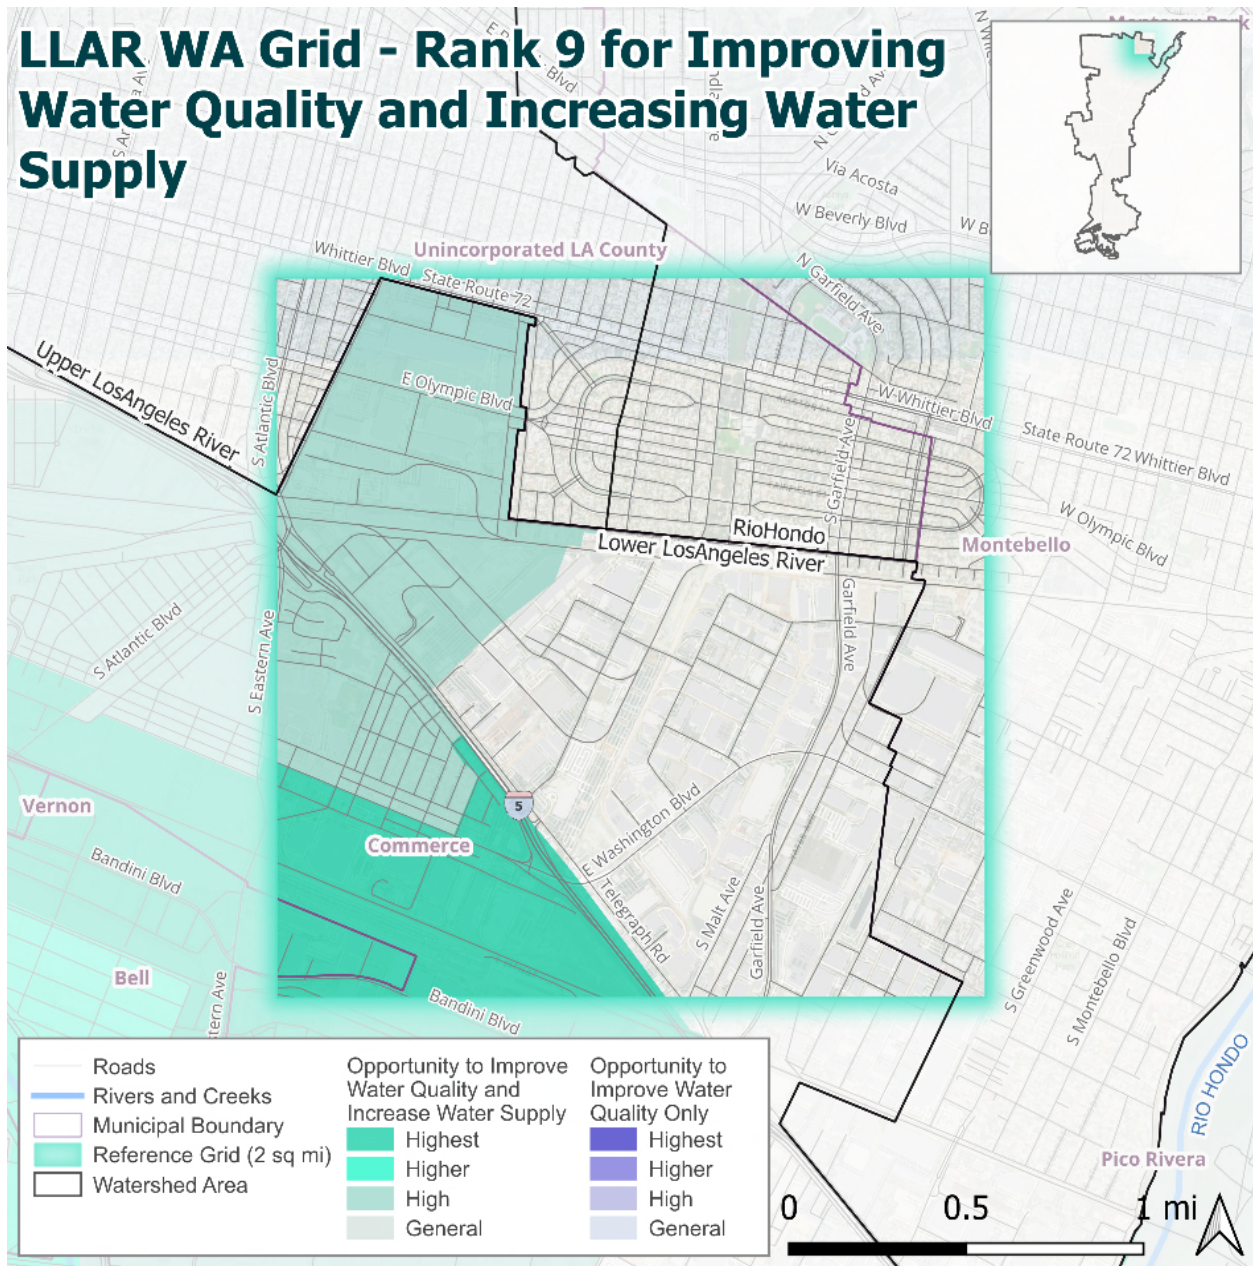 LLAR WA Grid - Rank 9 for Improving
Water Quality and Increasing Water
Supply
Monterey Park
Via Acosta
W Beverly Blvd
Unincorporated LA County
Whittier Blvd
State Route 72
N Garfield Ave
Upper LosAngeles River
S Atlantic Blvd
E Olympic Blvd
W Whittier Blvd
State Route 72
Whittier Blvd
S Garfield Ave
W Olympic Blvd
RioHondo
Lower LosAngeles River
Montebello
Garfield Ave
S Atlantic Blvd
S Eastern Ave
Vernon
5
Commerce
E Washington Blvd
Bandini Blvd
Telegraph Rd
S Malt Ave
Garfield Ave
S Greenwood Ave
S Montebello Blvd
Bell
Bandini Blvd
RIO HONDO
Pico Rivera
Roads
Rivers and Creeks
Municipal Boundary
Reference Grid (2 sq mi)
Watershed Area
Opportunity to Improve
Water Quality and
Increase Water Supply
Highest
Higher
High
General
Opportunity to
Improve Water
Quality Only
Highest
Higher
High
General
0 0.5 1 mi